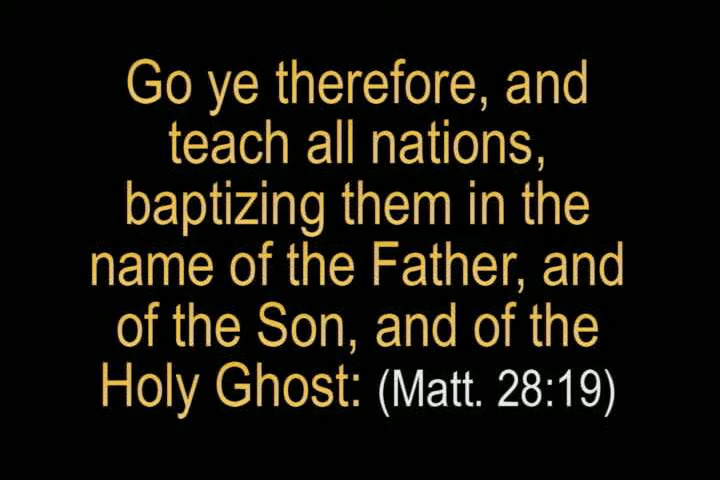 Go ye therefore, and
teach all nations,
baptizing them in the
name of the Father, and
of the Son, and of the
Holy Ghost: (Matt. 28:19)